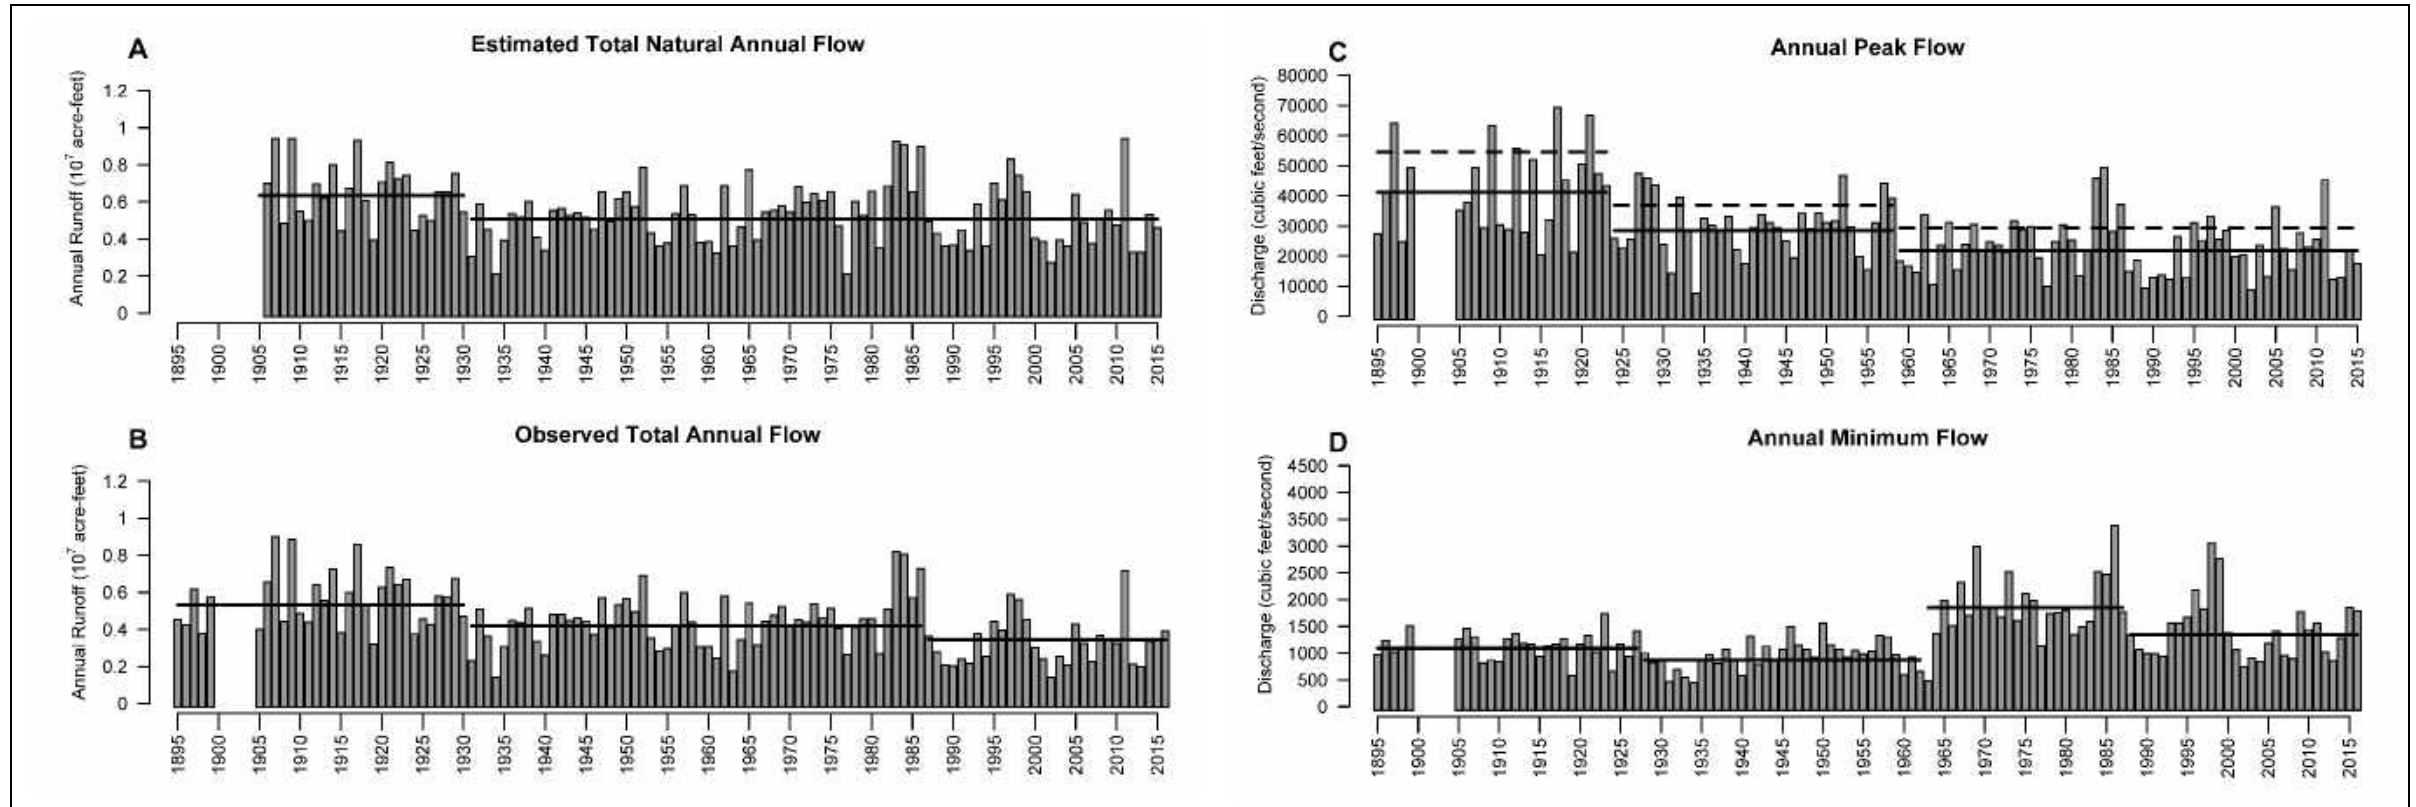 A
Estimated Total Natural Annual Flow
Annual Runoff (10⁷ acre-feet)
1.2
1
0.8
0.6
0.4
0.2
0
1895 1900 1905 1910 1915 1920 1925 1930 1935 1940 1945 1950 1955 1960 1965 1970 1975 1980 1985 1990 1995 2000 2005 2010 2015
B
Observed Total Annual Flow
Annual Runoff (10⁷ acre-feet)
1.2
1
0.8
0.6
0.4
0.2
0
1895 1900 1905 1910 1915 1920 1925 1930 1935 1940 1945 1950 1955 1960 1965 1970 1975 1980 1985 1990 1995 2000 2005 2010 2015
C
Annual Peak Flow
Discharge (cubic feet/second)
80000
70000
60000
50000
40000
30000
20000
10000
0
1895 1900 1905 1910 1915 1920 1925 1930 1935 1940 1945 1950 1955 1960 1965 1970 1975 1980 1985 1990 1995 2000 2005 2010 2015
D
Annual Minimum Flow
Discharge (cubic feet/second)
4500
4000
3500
3000
2500
2000
1500
1000
500
0
1895 1900 1905 1910 1915 1920 1925 1930 1935 1940 1945 1950 1955 1960 1965 1970 1975 1980 1985 1990 1995 2000 2005 2010 2015